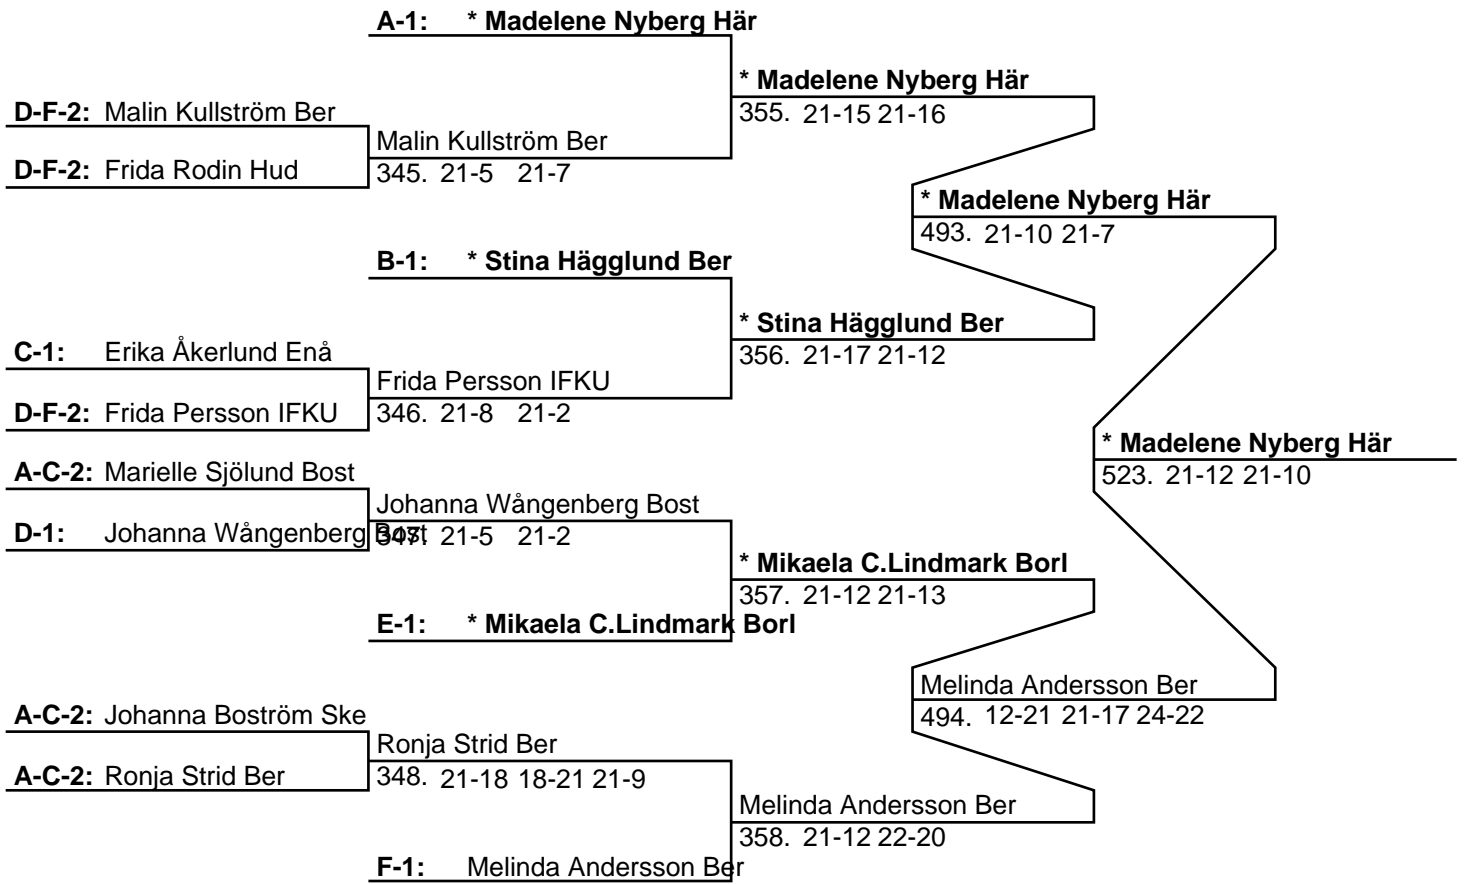 A-1: * Madelene Nyberg Här
* Madelene Nyberg Här
355. 21-15 21-16
D-F-2: Malin Kullström Ber
Malin Kullström Ber
345. 21-5 21-7
D-F-2: Frida Rodin Hud
* Madelene Nyberg Här
493. 21-10 21-7
B-1: * Stina Hägglund Ber
* Stina Hägglund Ber
356. 21-17 21-12
C-1: Erika Åkerlund Enå
Frida Persson IFKU
346. 21-8 21-2
D-F-2: Frida Persson IFKU
* Madelene Nyberg Här
523. 21-12 21-10
A-C-2: Marielle Sjölund Bost
Johanna Wångenberg Bost
347. 21-5 21-2
D-1: Johanna Wångenberg Bost
* Mikaela C.Lindmark Borl
357. 21-12 21-13
E-1: * Mikaela C.Lindmark Borl
Melinda Andersson Ber
494. 12-21 21-17 24-22
A-C-2: Johanna Boström Ske
Ronja Strid Ber
348. 21-18 18-21 21-9
A-C-2: Ronja Strid Ber
Melinda Andersson Ber
358. 21-12 22-20
F-1: Melinda Andersson Ber